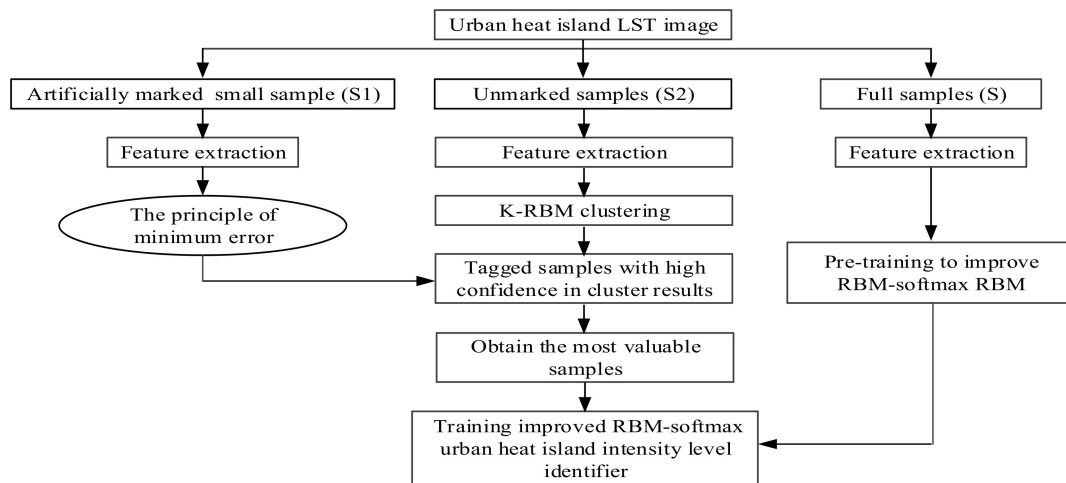 Urban heat island LST image
Artificially marked small sample (S1)
Unmarked samples (S2)
Full samples (S)
Feature extraction
Feature extraction
Feature extraction
The principle of
minimum error
K-RBM clustering
Tagged samples with high
confidence in cluster results
Pre-training to improve
RBM-softmax RBM
Obtain the most valuable
samples
Training improved RBM-softmax
urban heat island intensity level
identifier